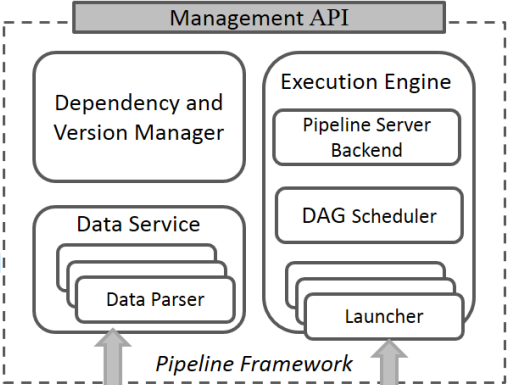 Management API
Dependency and
Version Manager
Data Service
Data Parser
Execution Engine
Pipeline Server
Backend
DAG Scheduler
Launcher
Pipeline Framework